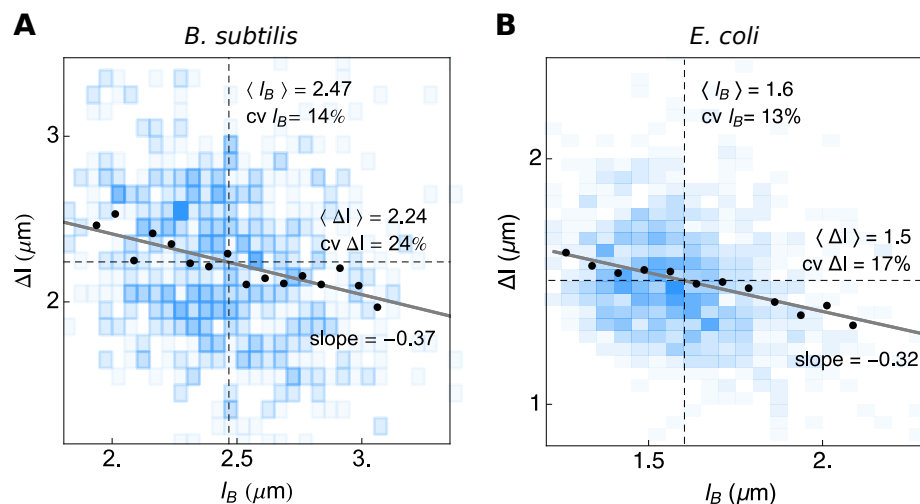 A
B. subtilis
⟨ l_B ⟩ = 2.47
cv l_B = 14%
⟨ Δl ⟩ = 2.24
cv Δl = 24%
slope = −0.37
3
2
Δl (μm)
2.
2.5
3.
l_B (μm)
B
E. coli
⟨ l_B ⟩ = 1.6
cv l_B = 13%
⟨ Δl ⟩ = 1.5
cv Δl = 17%
slope = −0.32
2
1
Δl (μm)
1.5
2.
l_B (μm)